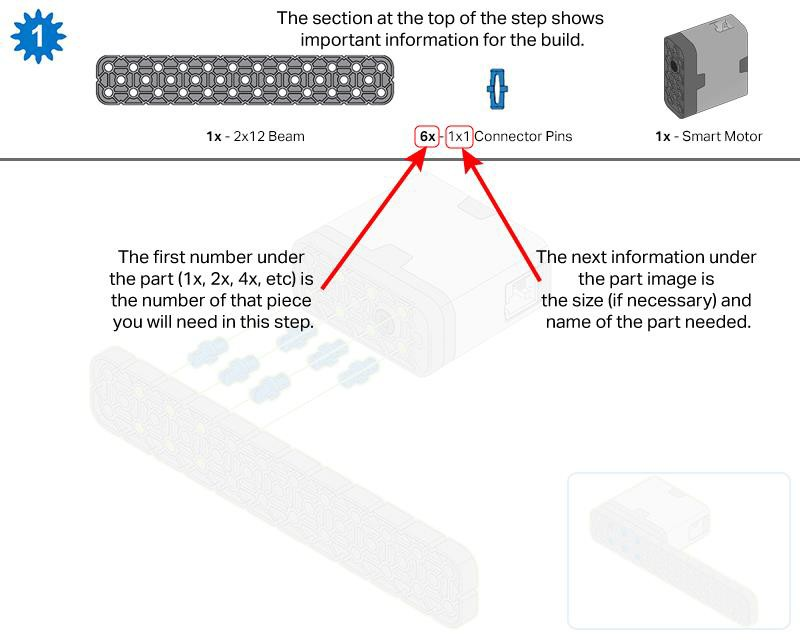 1
The section at the top of the step shows
important information for the build.
1x - 2x12 Beam
6x - 1x1 Connector Pins
1x - Smart Motor
The first number under
the part (1x, 2x, 4x, etc) is
the number of that piece
you will need in this step.
The next information under
the part image is
the size (if necessary) and
name of the part needed.